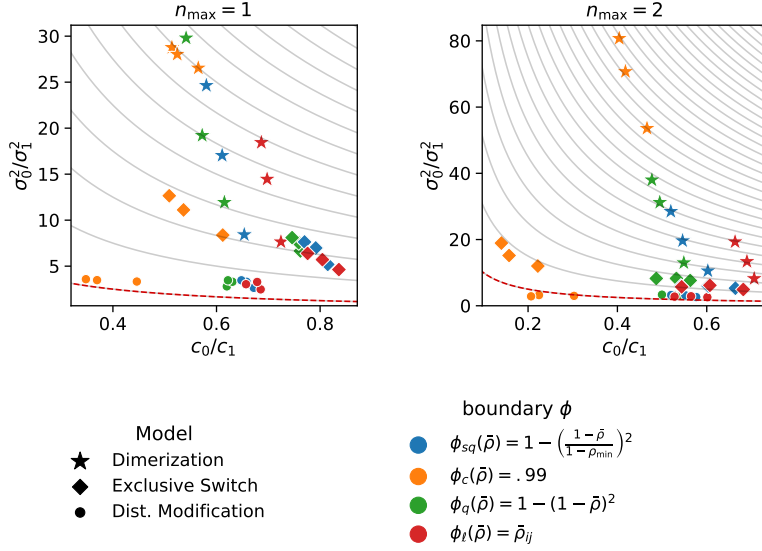 n_max = 1
30
25
20
15
10
5
σ₀²/σ₁²
0.4 0.6 0.8
c₀/c₁
n_max = 2
80
60
40
20
0
σ₀²/σ₁²
0.2 0.4 0.6
c₀/c₁
Model
Dimerization
Exclusive Switch
Dist. Modification
boundary ϕ
ϕ_sq(ρ̄) = 1 − ((1 − ρ̄)/(1 − ρ_min))²
ϕ_c(ρ̄) = .99
ϕ_q(ρ̄) = 1 − (1 − ρ̄)²
ϕ_ℓ(ρ̄) = ρ̄_ij